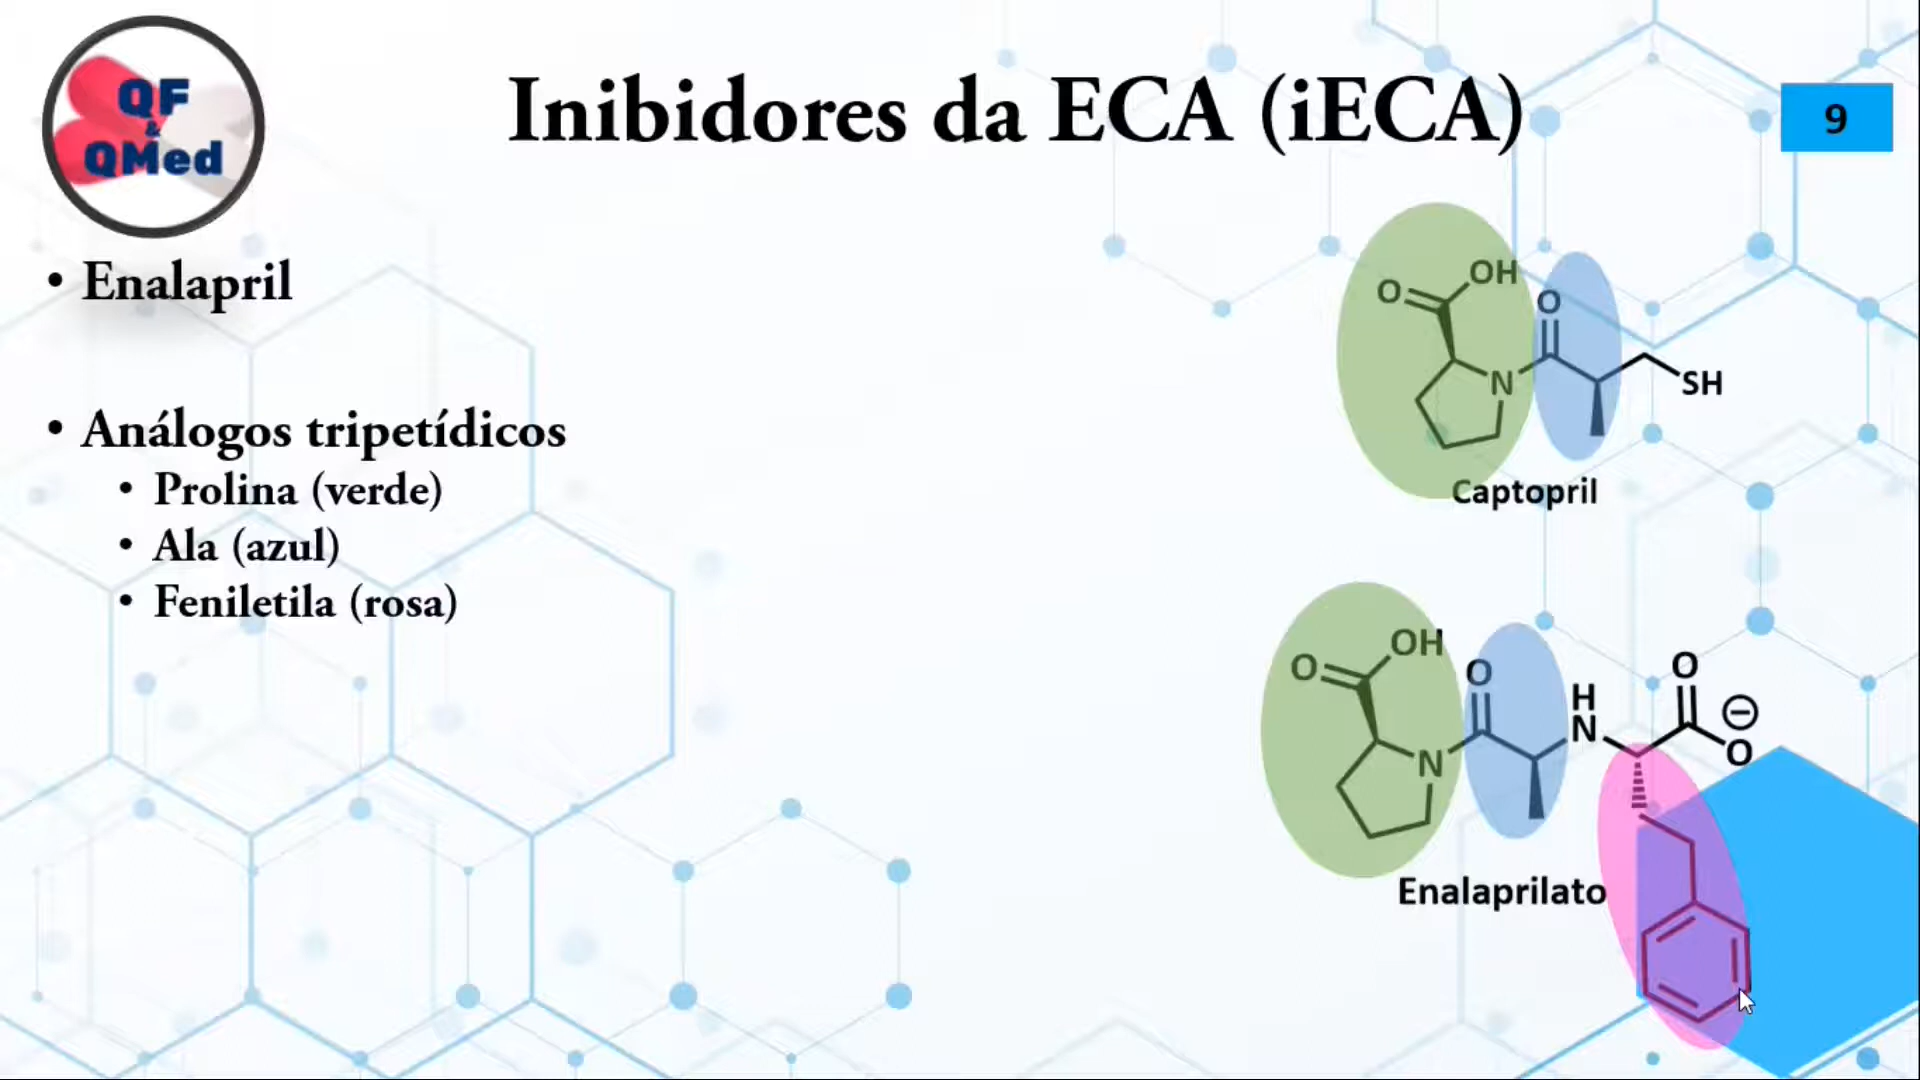 QF
&
QMed
Inibidores da ECA (iECA)
9
• Enalapril
• Análogos tripetídicos
• Prolina (verde)
• Ala (azul)
• Feniletila (rosa)
O
OH
O
N
SH
Captopril
O
OH
O
N
H
N
O
O
Enalaprilato